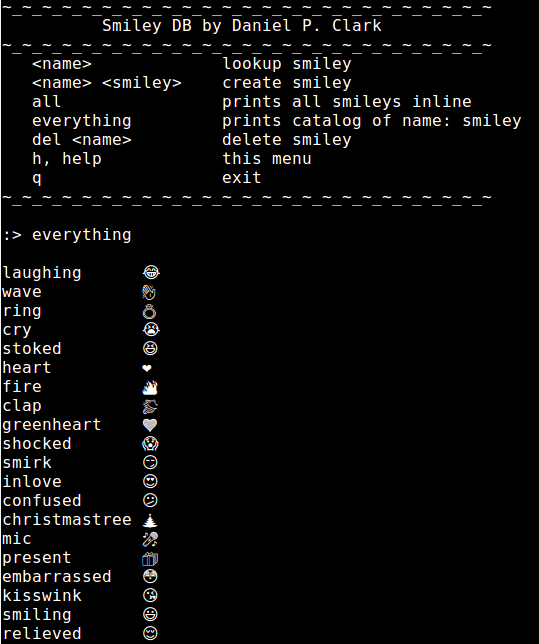 ~_~_~_~_~_~_~_~_~_~_~_~_~_~_~_~_~_~_~_~_~_~_~_~_~
Smiley DB by Daniel P. Clark
~_~_~_~_~_~_~_~_~_~_~_~_~_~_~_~_~_~_~_~_~_~_~_~_~
<name> lookup smiley
<name> <smiley> create smiley
all prints all smileys inline
everything prints catalog of name: smiley
del <name> delete smiley
h, help this menu
q exit
~_~_~_~_~_~_~_~_~_~_~_~_~_~_~_~_~_~_~_~_~_~_~_~_~
:> everything
laughing 😂
wave 👋
ring 💍
cry 😭
stoked 😆
heart ❤
fire 🔥
clap 👏
greenheart 💚
shocked 😱
smirk 😏
inlove 😍
confused 😕
christmastree 🎄
mic 🎤
present 🎁
embarrassed 😳
kisswink 😘
smiling 😃
relieved 😌